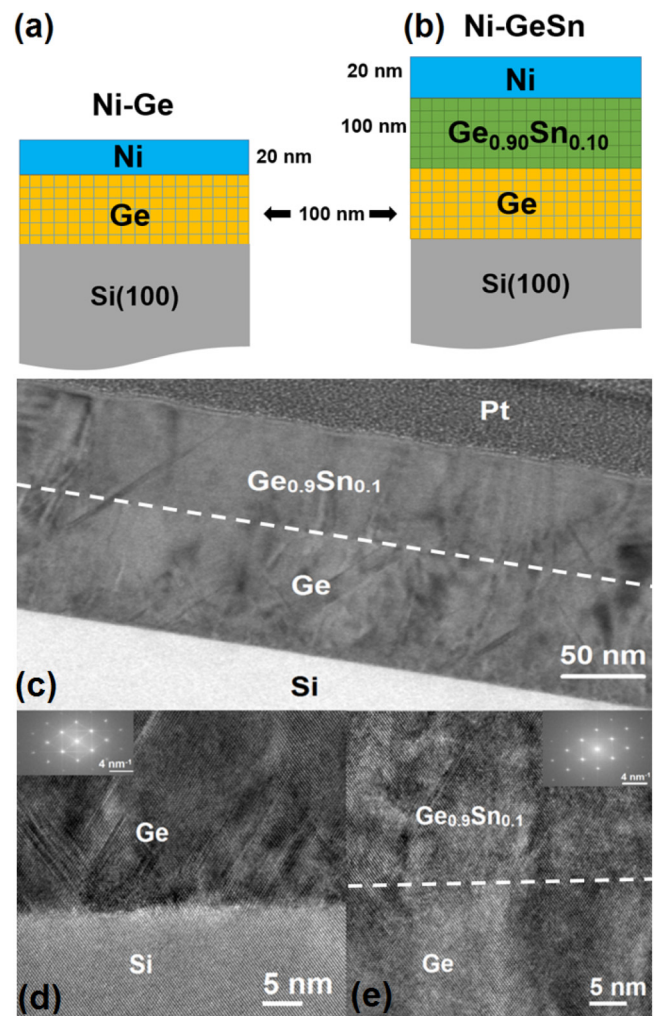 (a)
Ni-Ge
Ni
20 nm
Ge
Si(100)
100 nm
(b)
Ni-GeSn
20 nm
Ni
100 nm
Ge0.90Sn0.10
Ge
Si(100)
Pt
Ge0.9Sn0.1
Ge
50 nm
(c)
Si
4 nm-1
Ge
Si
(d)
5 nm
4 nm-1
Ge0.9Sn0.1
Ge
(e)
5 nm